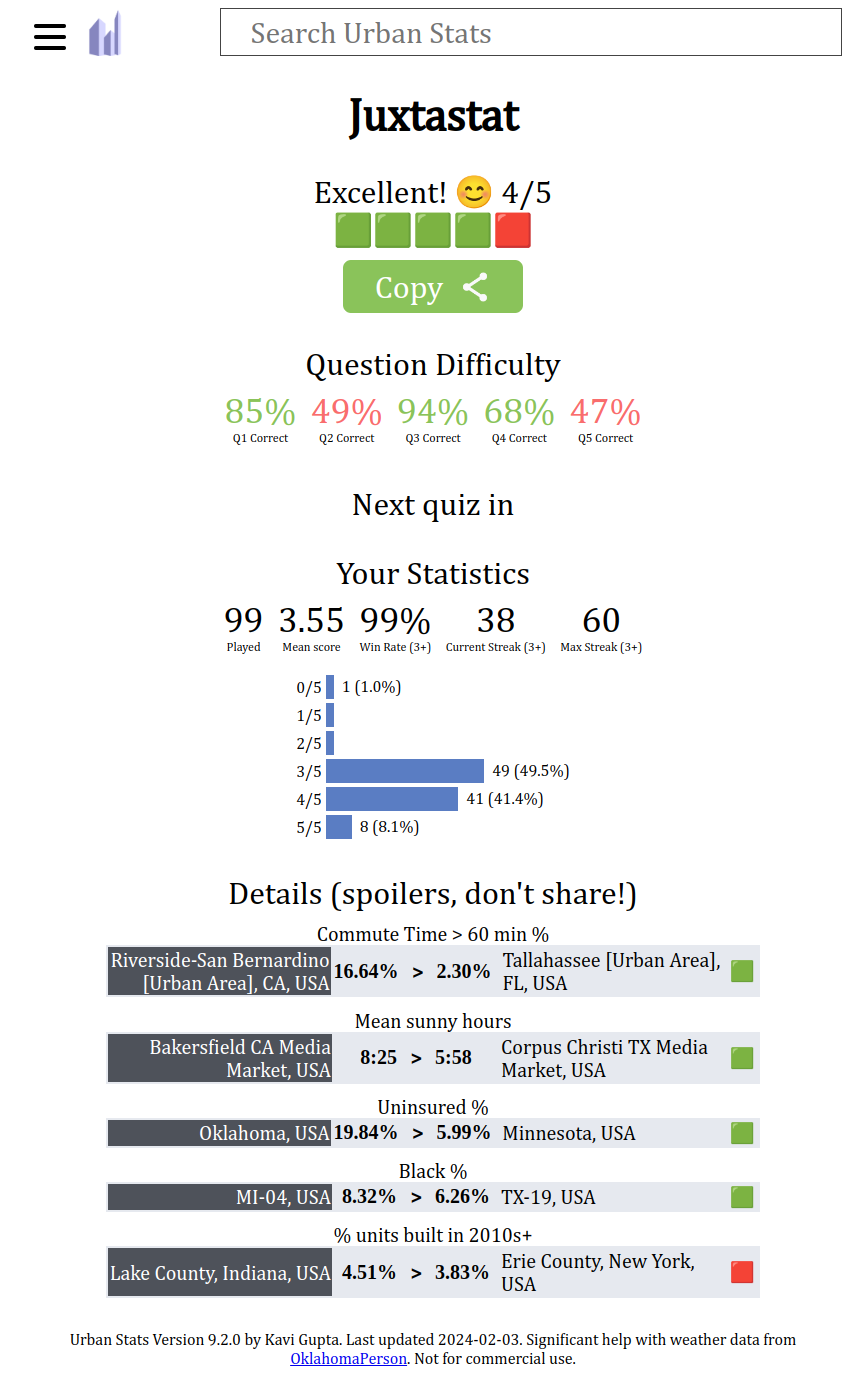 Search Urban Stats
Juxtastat
Excellent! 😊 4/5
🟩🟩🟩🟩🟥
Copy
Question Difficulty
85% 49% 94% 68% 47%
Q1 Correct Q2 Correct Q3 Correct Q4 Correct Q5 Correct
Next quiz in
Your Statistics
99 3.55 99% 38 60
Played Mean score Win Rate (3+) Current Streak (3+) Max Streak (3+)
0/5 1 (1.0%)
1/5
2/5
3/5 49 (49.5%)
4/5 41 (41.4%)
5/5 8 (8.1%)
Details (spoilers, don't share!)
Commute Time > 60 min %
Riverside-San Bernardino
[Urban Area], CA, USA
16.64% > 2.30%
Tallahassee [Urban Area],
FL, USA
🟩
Mean sunny hours
Bakersfield CA Media
Market, USA
8:25 > 5:58
Corpus Christi TX Media
Market, USA
🟩
Uninsured %
Oklahoma, USA 19.84% > 5.99% Minnesota, USA 🟩
Black %
MI-04, USA 8.32% > 6.26% TX-19, USA 🟩
% units built in 2010s+
Lake County, Indiana, USA 4.51% > 3.83%
Erie County, New York,
USA
🟥
Urban Stats Version 9.2.0 by Kavi Gupta. Last updated 2024-02-03. Significant help with weather data from
OklahomaPerson. Not for commercial use.